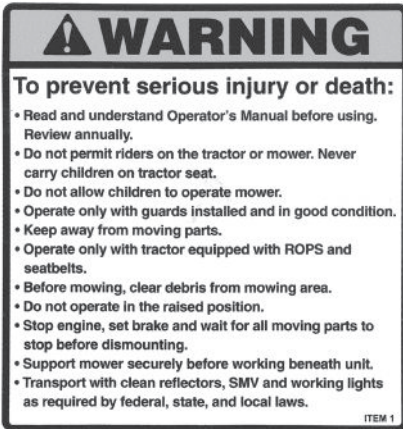 WARNING
To prevent serious injury or death:
• Read and understand Operator's Manual before using.
Review annually.
• Do not permit riders on the tractor or mower. Never
carry children on tractor seat.
• Do not allow children to operate mower.
• Operate only with guards installed and in good condition.
• Keep away from moving parts.
• Operate only with tractor equipped with ROPS and
seatbelts.
• Before mowing, clear debris from mowing area.
• Do not operate in the raised position.
• Stop engine, set brake and wait for all moving parts to
stop before dismounting.
• Support mower securely before working beneath unit.
• Transport with clean reflectors, SMV and working lights
as required by federal, state, and local laws.
ITEM 1